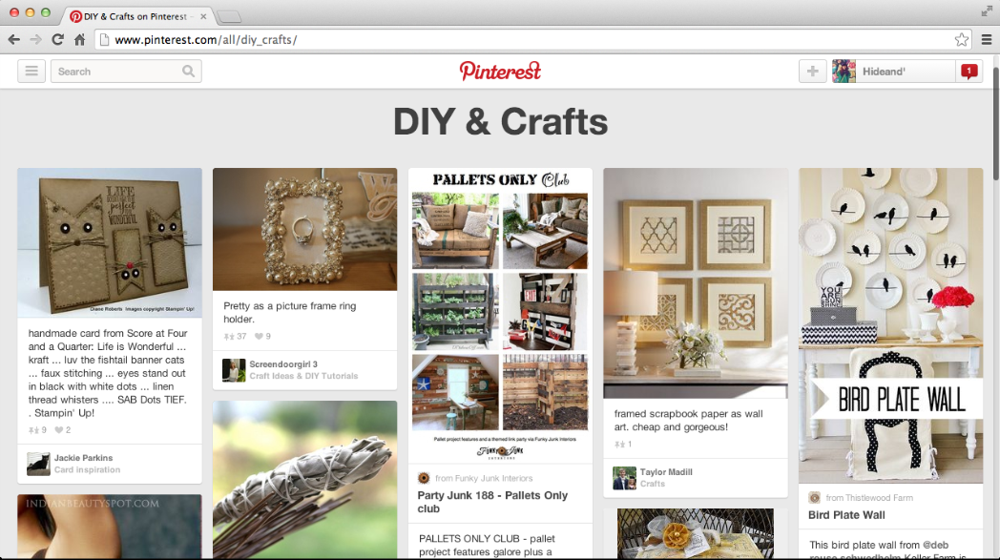 DIY & Crafts on Pinterest
www.pinterest.com/all/diy_crafts/
Search
Pinterest
Hideand'
1
DIY & Crafts
LIFE
perfect
WONDERFUL
Diane Roberts Images copyright Stampin' Up!
handmade card from Score at Four
and a Quarter: Life is Wonderful ...
kraft ... luv the fishtail banner cats
... faux stitching ... eyes stand out
in black with white dots ... linen
thread whisters .... SAB Dots TIEF.
. Stampin' Up!
9 2
Jackie Parkins
Card inspiration
INDIANBEAUTYSPOT.COM
Pretty as a picture frame ring
holder.
37 9
Screendoorgirl 3
Craft Ideas & DIY Tutorials
PALLETS ONLY Club
Pallet project features and a themed link party via Funky Junk Interiors
FUNKY JUNK
INTERIORS
from Funky Junk Interiors
Party Junk 188 - Pallets Only
club
PALLETS ONLY CLUB - pallet
project features galore plus a
framed scrapbook paper as wall
art. cheap and gorgeous!
1
Taylor Madill
Crafts
YOU
ARE
SUN
SHINE
BIRD PLATE WALL
from Thistlewood Farm
Bird Plate Wall
This bird plate wall from @deb
rouse schwedhelm Keller Farm is